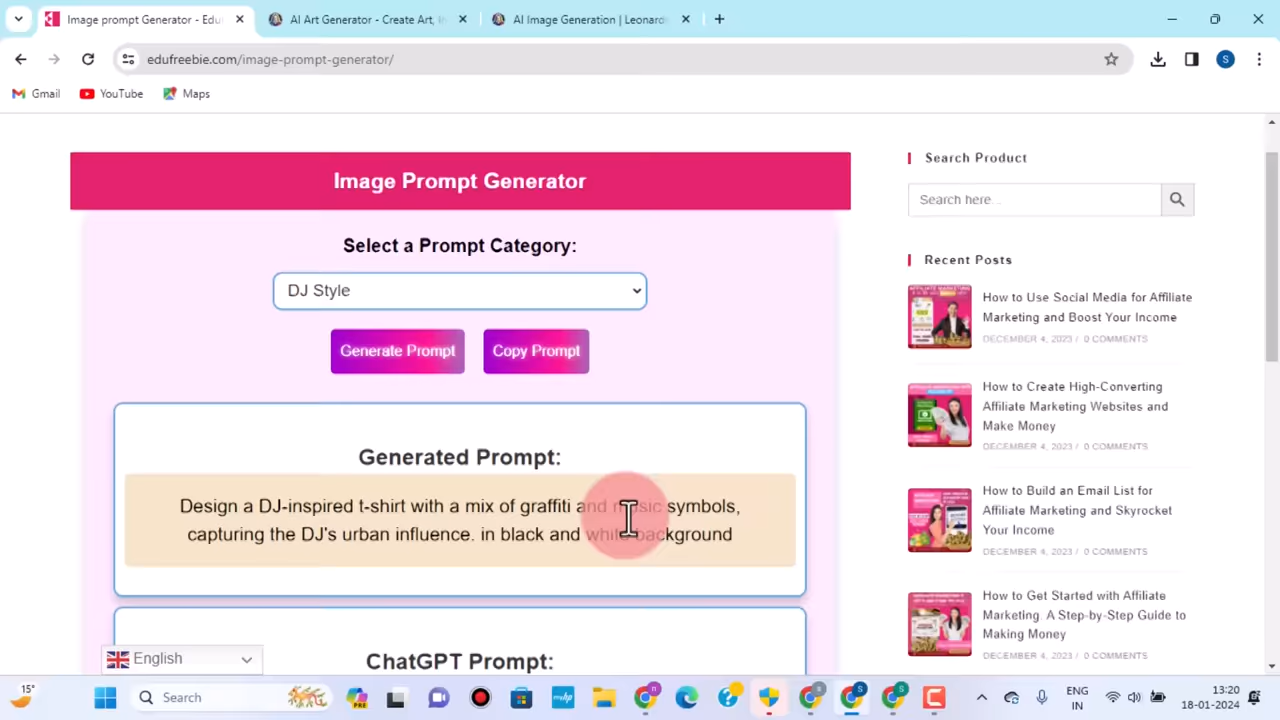 Image prompt Generator - Edu
AI Art Generator - Create Art, I
AI Image Generation | Leonard
edufreebie.com/image-prompt-generator/
S
Gmail
YouTube
Maps
Image Prompt Generator
Select a Prompt Category:
DJ Style
Generate Prompt
Copy Prompt
Generated Prompt:
Design a DJ-inspired t-shirt with a mix of graffiti and music symbols,
capturing the DJ's urban influence. in black and white background
ChatGPT Prompt:
English
Search Product
Search here...
Recent Posts
How to Use Social Media for Affiliate
Marketing and Boost Your Income
DECEMBER 4, 2023 / 0 COMMENTS
How to Create High-Converting
Affiliate Marketing Websites and
Make Money
DECEMBER 4, 2023 / 0 COMMENTS
How to Build an Email List for
Affiliate Marketing and Skyrocket
Your Income
DECEMBER 4, 2023 / 0 COMMENTS
How to Get Started with Affiliate
Marketing. A Step-by-Step Guide to
Making Money
DECEMBER 4, 2023 / 0 COMMENTS
15°
Search
PRE
myhp
n
S
S
ENG
IN
13:20
18-01-2024